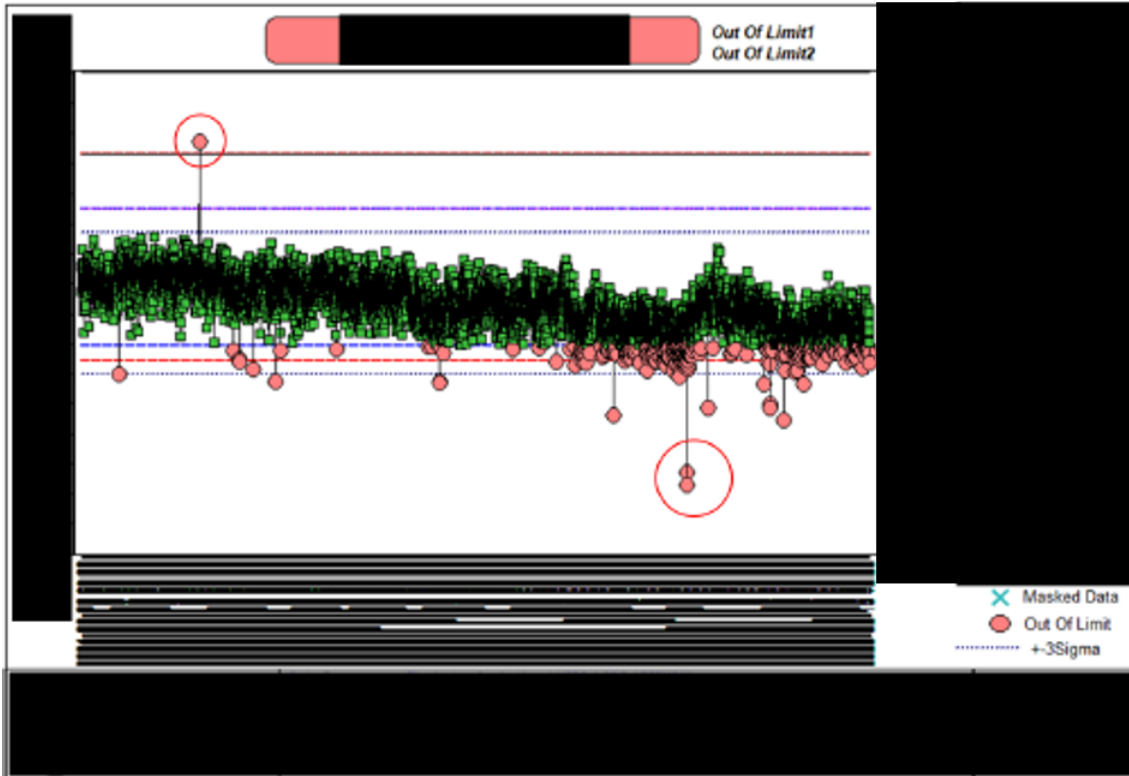 Out Of Limit1
Out Of Limit2
Masked Data
Out Of Limit
+-3Sigma